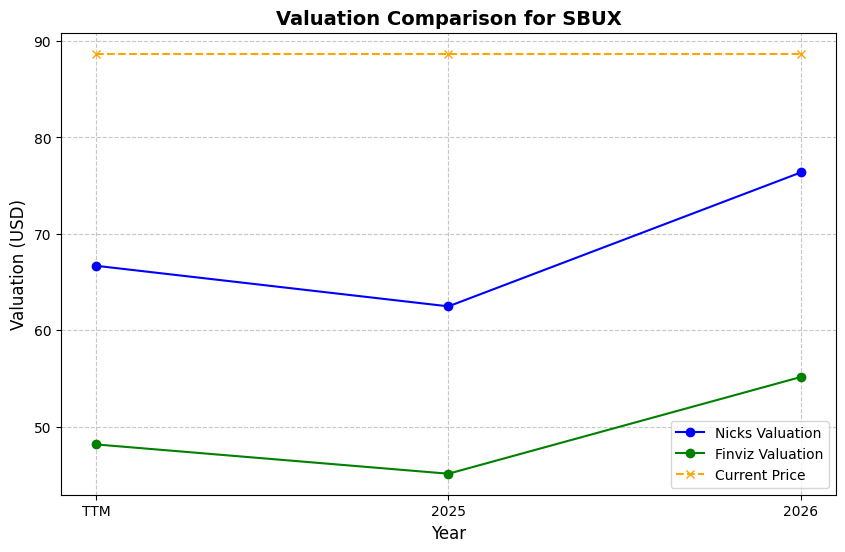 Valuation Comparison for SBUX
Valuation (USD)
90
80
70
60
50
TTM
2025
2026
Year
Nicks Valuation
Finviz Valuation
Current Price